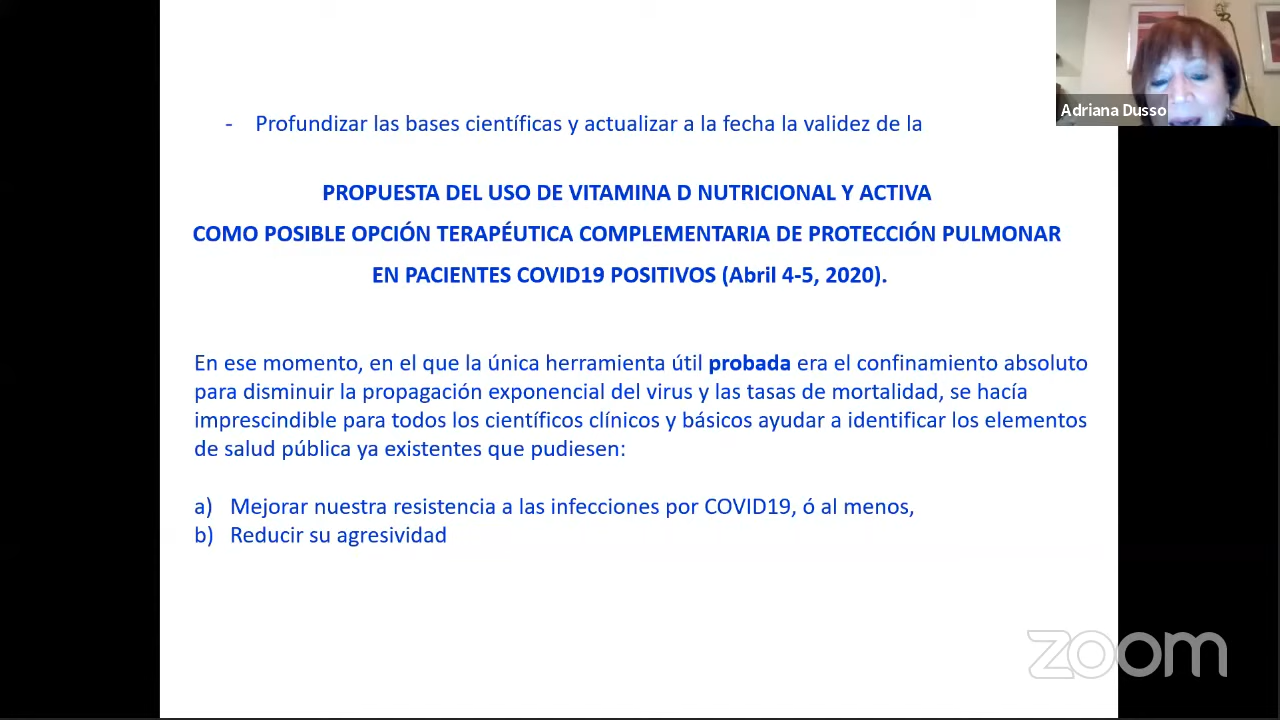 Adriana Dusso
- Profundizar las bases científicas y actualizar a la fecha la validez de la
PROPUESTA DEL USO DE VITAMINA D NUTRICIONAL Y ACTIVA
COMO POSIBLE OPCIÓN TERAPÉUTICA COMPLEMENTARIA DE PROTECCIÓN PULMONAR
EN PACIENTES COVID19 POSITIVOS (Abril 4-5, 2020).
En ese momento, en el que la única herramienta útil probada era el confinamiento absoluto
para disminuir la propagación exponencial del virus y las tasas de mortalidad, se hacía
imprescindible para todos los científicos clínicos y básicos ayudar a identificar los elementos
de salud pública ya existentes que pudiesen:
a) Mejorar nuestra resistencia a las infecciones por COVID19, ó al menos,
b) Reducir su agresividad
zoom